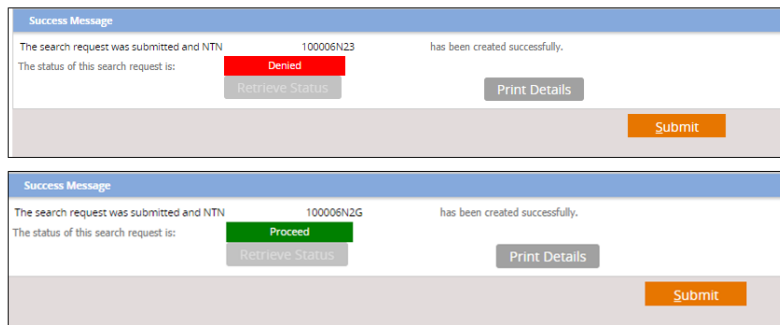 Success Message
The search request was submitted and NTN 100006N23 has been created successfully.
The status of this search request is: Denied
Retrieve Status Print Details
Submit
Success Message
The search request was submitted and NTN 100006N2G has been created successfully.
The status of this search request is: Proceed
Retrieve Status Print Details
Submit